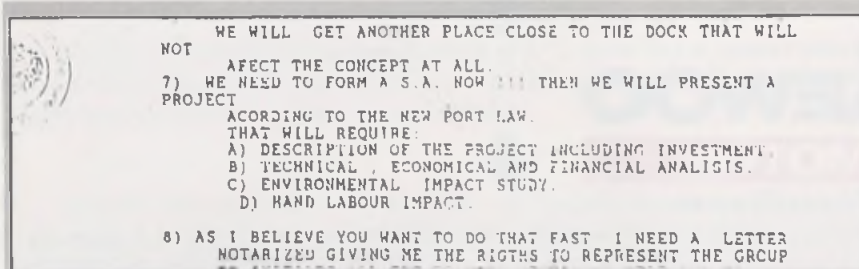 WE WILL GET ANOTHER PLACE CLOSE TO THE DOCK THAT WILL
NOT
AFECT THE CONCEPT AT ALL.
7) WE NEED TO FORM A S.A. NOW !!! THEN WE WILL PRESENT A
PROJECT
ACORDING TO THE NEW PORT LAW.
THAT WILL REQUIRE:
A) DESCRIPTION OF THE PROJECT INCLUDING INVESTMENT.
B) TECHNICAL , ECONOMICAL AND FINANCIAL ANALISIS.
C) ENVIRONMENTAL IMPACT STUDY.
D) HAND LABOUR IMPACT.
8) AS I BELIEVE YOU WANT TO DO THAT FAST I NEED A LETTER
NOTARIZED GIVING ME THE RIGTHS TO REPRESENT THE GROUP